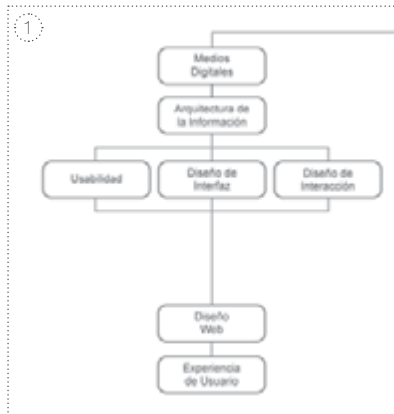 1
Medios
Digitales
Arquitectura de
la Información
Usabilidad
Diseño de
Interfaz
Diseño de
Interacción
Diseño
Web
Experiencia
de Usuario